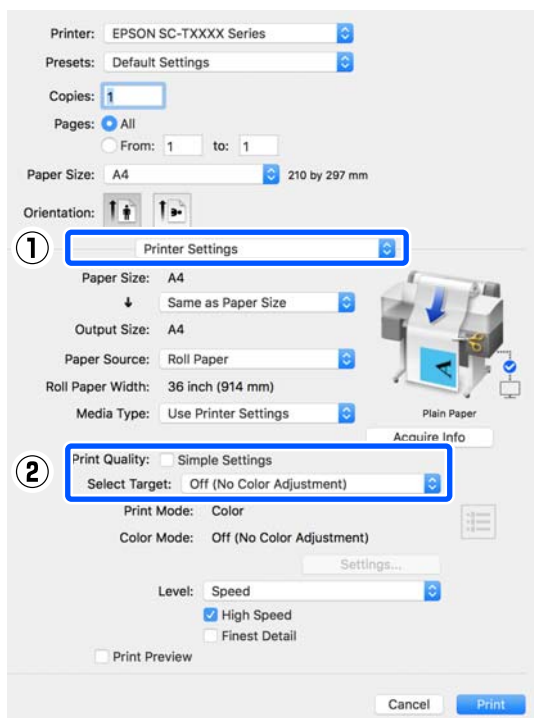 Printer: EPSON SC-TXXXX Series
Presets: Default Settings
Copies: 1
Pages: All
From: 1 to: 1
Paper Size: A4 210 by 297 mm
Orientation:
1 Printer Settings
Paper Size: A4
Same as Paper Size
Output Size: A4
Paper Source: Roll Paper
Roll Paper Width: 36 inch (914 mm)
Media Type: Use Printer Settings
Plain Paper
Acquire Info
2 Print Quality: Simple Settings
Select Target: Off (No Color Adjustment)
Print Mode: Color
Color Mode: Off (No Color Adjustment)
Settings...
Level: Speed
High Speed
Finest Detail
Print Preview
Cancel Print